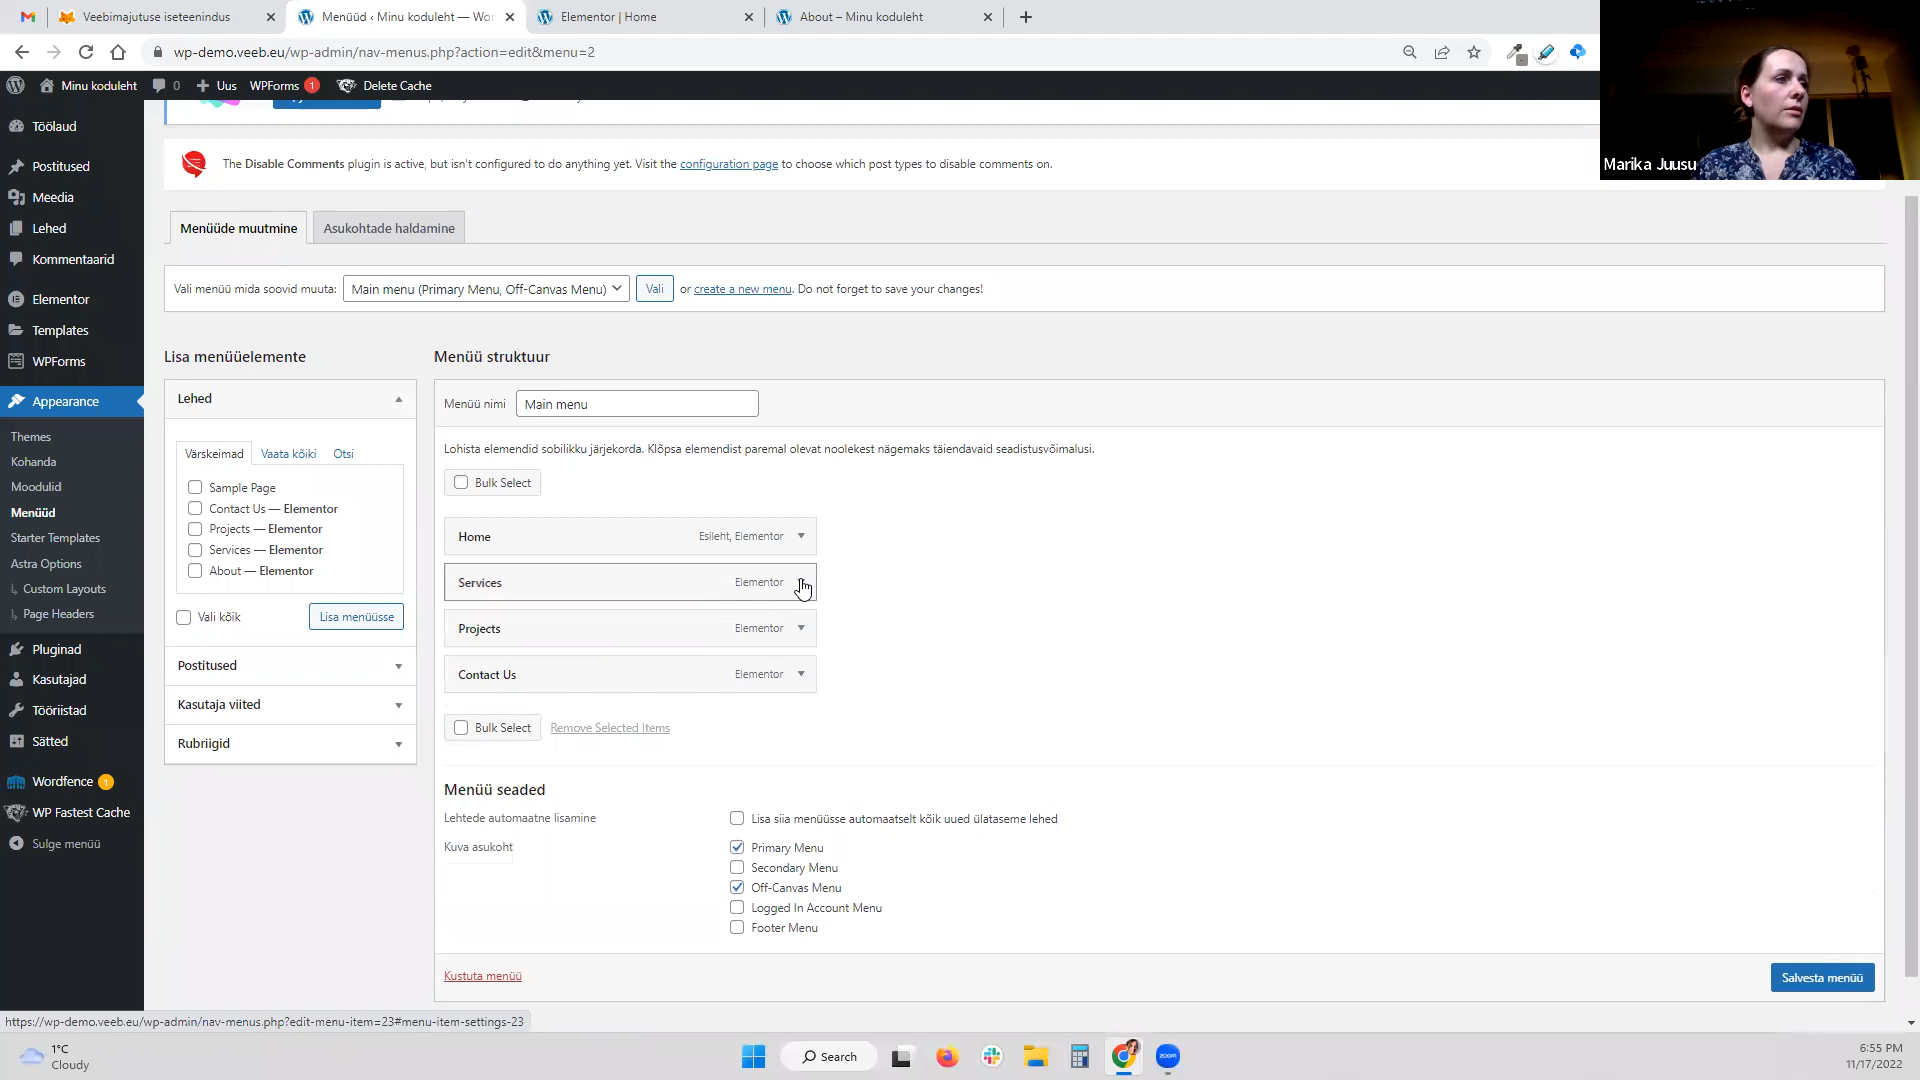 Veebimajutuse iseteenindus
Menüüd ‹ Minu koduleht — Wor
Elementor | Home
About – Minu koduleht
wp-demo.veeb.eu/wp-admin/nav-menus.php?action=edit&menu=2
Minu koduleht
0
Uus
WPForms 1
Delete Cache
Marika Juusu
Töölaud
Postitused
Meedia
Lehed
Kommentaarid
Elementor
Templates
WPForms
Appearance
Themes
Kohanda
Moodulid
Menüüd
Starter Templates
Astra Options
Custom Layouts
Page Headers
Pluginad
Kasutajad
Tööriistad
Sätted
Wordfence 1
WP Fastest Cache
Sulge menüü
The Disable Comments plugin is active, but isn't configured to do anything yet. Visit the configuration page to choose which post types to disable comments on.
Menüüde muutmine
Asukohtade haldamine
Vali menüü mida soovid muuta: Main menu (Primary Menu, Off-Canvas Menu) Vali or create a new menu. Do not forget to save your changes!
Lisa menüüelemente
Lehed
Värskeimad
Vaata kõiki
Otsi
Sample Page
Contact Us — Elementor
Projects — Elementor
Services — Elementor
About — Elementor
Vali kõik
Lisa menüüsse
Postitused
Kasutaja viited
Rubriigid
Menüü struktuur
Menüü nimi Main menu
Lohista elemendid sobilikku järjekorda. Klõpsa elemendist paremal olevat noolekest nägemaks täiendavaid seadistusvõimalusi.
Bulk Select
Home Esileht, Elementor
Services Elementor
Projects Elementor
Contact Us Elementor
Bulk Select Remove Selected Items
Menüü seaded
Lehtede automaatne lisamine
Lisa siia menüüsse automaatselt kõik uued ülataseme lehed
Kuva asukoht
Primary Menu
Secondary Menu
Off-Canvas Menu
Logged In Account Menu
Footer Menu
Kustuta menüü
Salvesta menüü
https://wp-demo.veeb.eu/wp-admin/nav-menus.php?edit-menu-item=23#menu-item-settings-23
1°C
Cloudy
Search
zoom
6:55 PM
11/17/2022